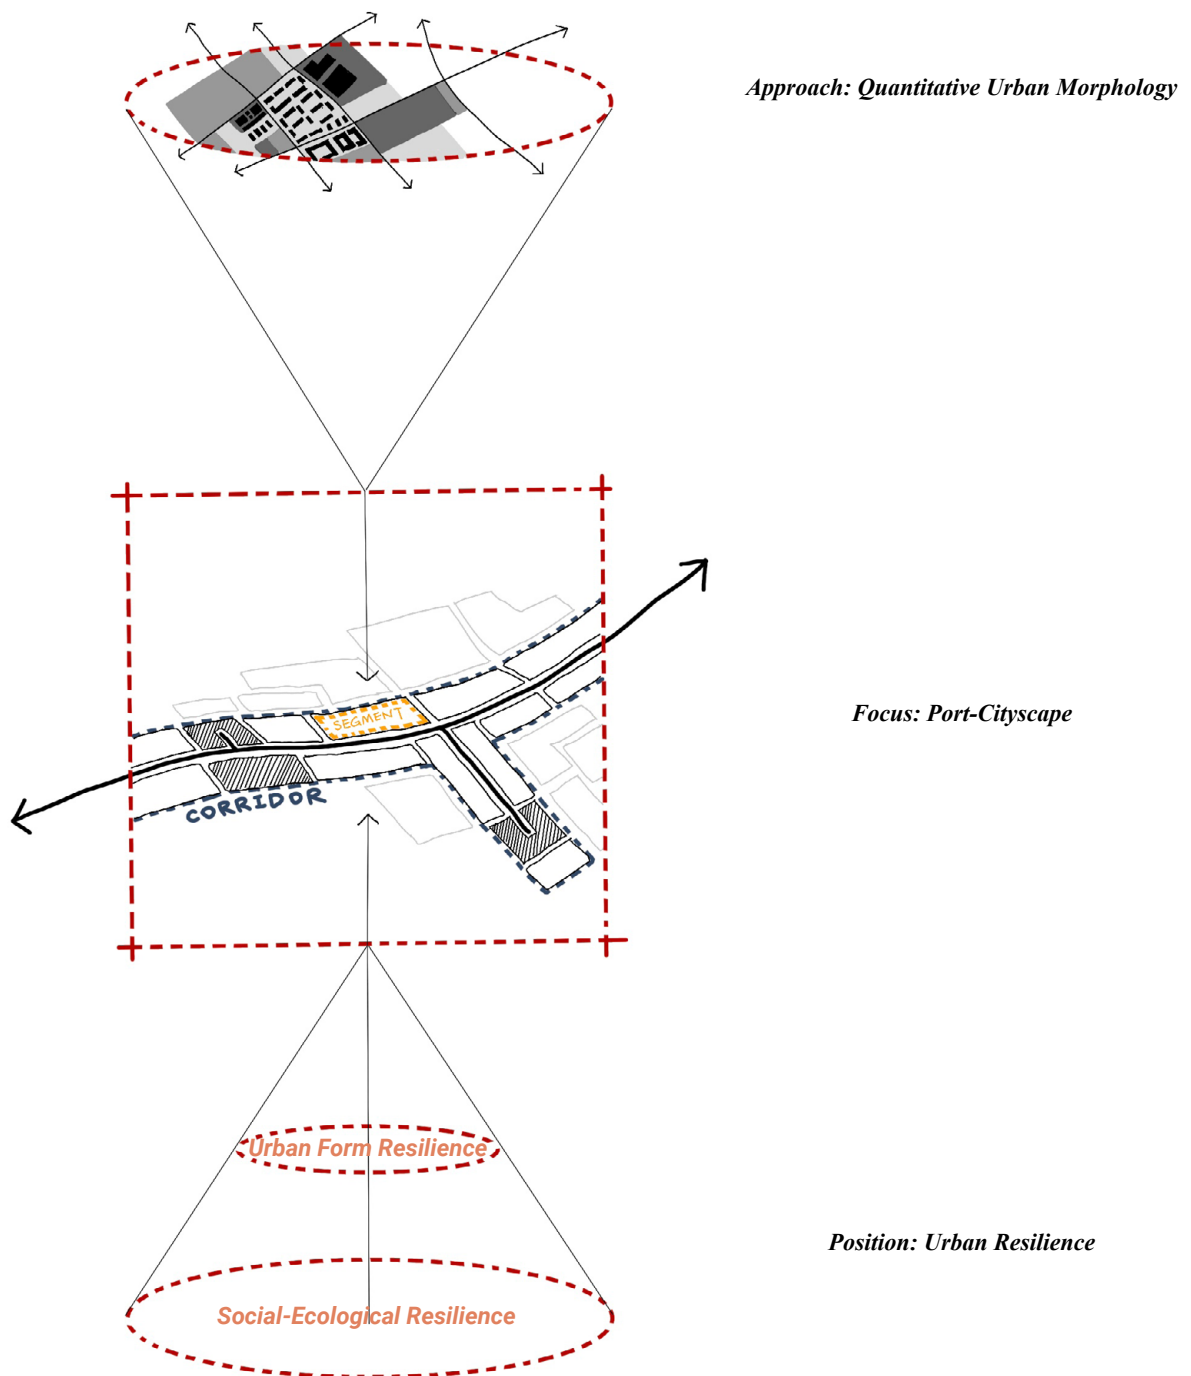 Approach: Quantitative Urban Morphology
SEGMENT
Focus: Port-Cityscape
CORRIDOR
Urban Form Resilience
Position: Urban Resilience
Social-Ecological Resilience